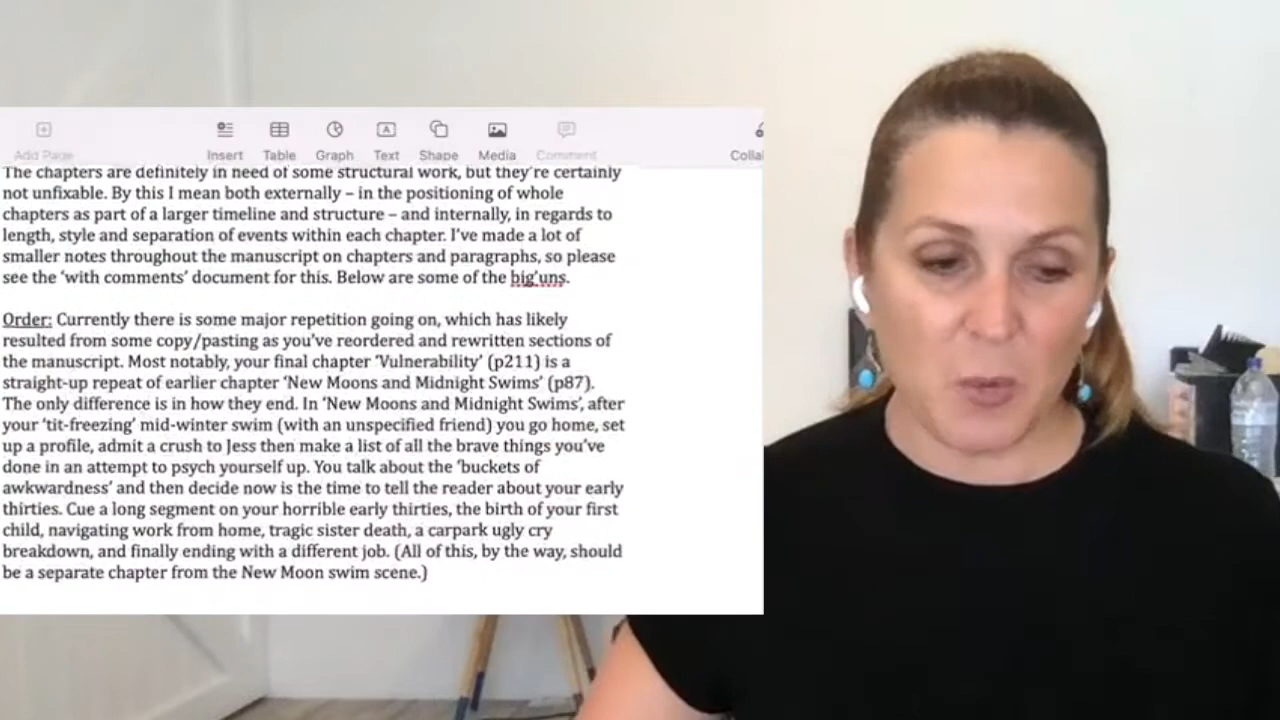 Add Page
Insert
Table
Graph
Text
Shape
Media
Comment
The chapters are definitely in need of some structural work, but they're certainly
not unfixable. By this I mean both externally – in the positioning of whole
chapters as part of a larger timeline and structure – and internally, in regards to
length, style and separation of events within each chapter. I've made a lot of
smaller notes throughout the manuscript on chapters and paragraphs, so please
see the 'with comments' document for this. Below are some of the big'uns.
Order: Currently there is some major repetition going on, which has likely
resulted from some copy/pasting as you've reordered and rewritten sections of
the manuscript. Most notably, your final chapter 'Vulnerability' (p211) is a
straight-up repeat of earlier chapter 'New Moons and Midnight Swims' (p87).
The only difference is in how they end. In 'New Moons and Midnight Swims', after
your 'tit-freezing' mid-winter swim (with an unspecified friend) you go home, set
up a profile, admit a crush to Jess then make a list of all the brave things you've
done in an attempt to psych yourself up. You talk about the 'buckets of
awkwardness' and then decide now is the time to tell the reader about your early
thirties. Cue a long segment on your horrible early thirties, the birth of your first
child, navigating work from home, tragic sister death, a carpark ugly cry
breakdown, and finally ending with a different job. (All of this, by the way, should
be a separate chapter from the New Moon swim scene.)